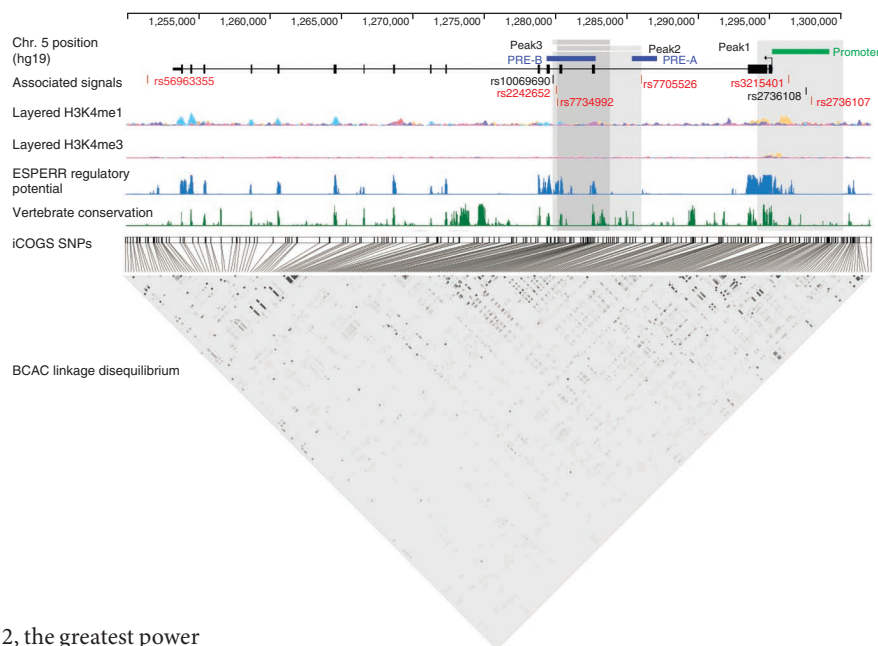 1,255,000 1,260,000 1,265,000 1,270,000 1,275,000 1,280,000 1,285,000 1,290,000 1,295,000 1,300,000
Chr. 5 position
(hg19)
Peak3
PRE-B
Peak2
PRE-A
Peak1
Promoter
Associated signals
rs56963355
rs10069690
rs2242652
rs7734992
rs7705526
rs3215401
rs2736108
rs2736107
Layered H3K4me1
Layered H3K4me3
ESPERR regulatory
potential
Vertebrate conservation
iCOGS SNPs
BCAC linkage disequilibrium
2, the greatest power